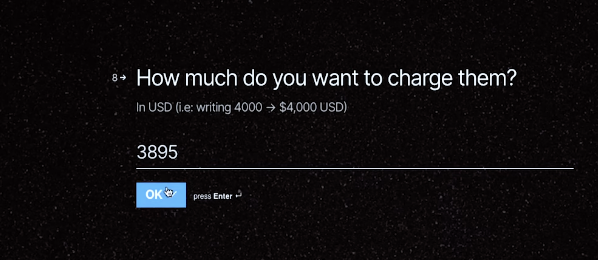 8→ How much do you want to charge them?
In USD (i.e: writing 4000 → $4,000 USD)
3895
OK
press Enter ↵